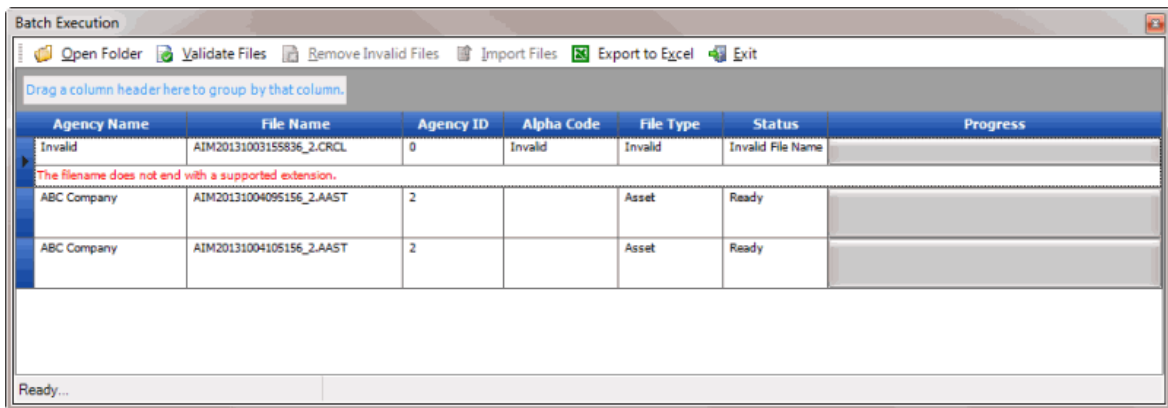 Batch Execution
Open Folder Validate Files Remove Invalid Files Import Files Export to Excel Exit
Drag a column header here to group by that column.
Agency Name File Name Agency ID Alpha Code File Type Status Progress
Invalid AIM20131003155836_2.CRCL 0 Invalid Invalid Invalid File Name
The filename does not end with a supported extension.
ABC Company AIM20131004095156_2.AAST 2 Asset Ready
ABC Company AIM20131004105156_2.AAST 2 Asset Ready
Ready...